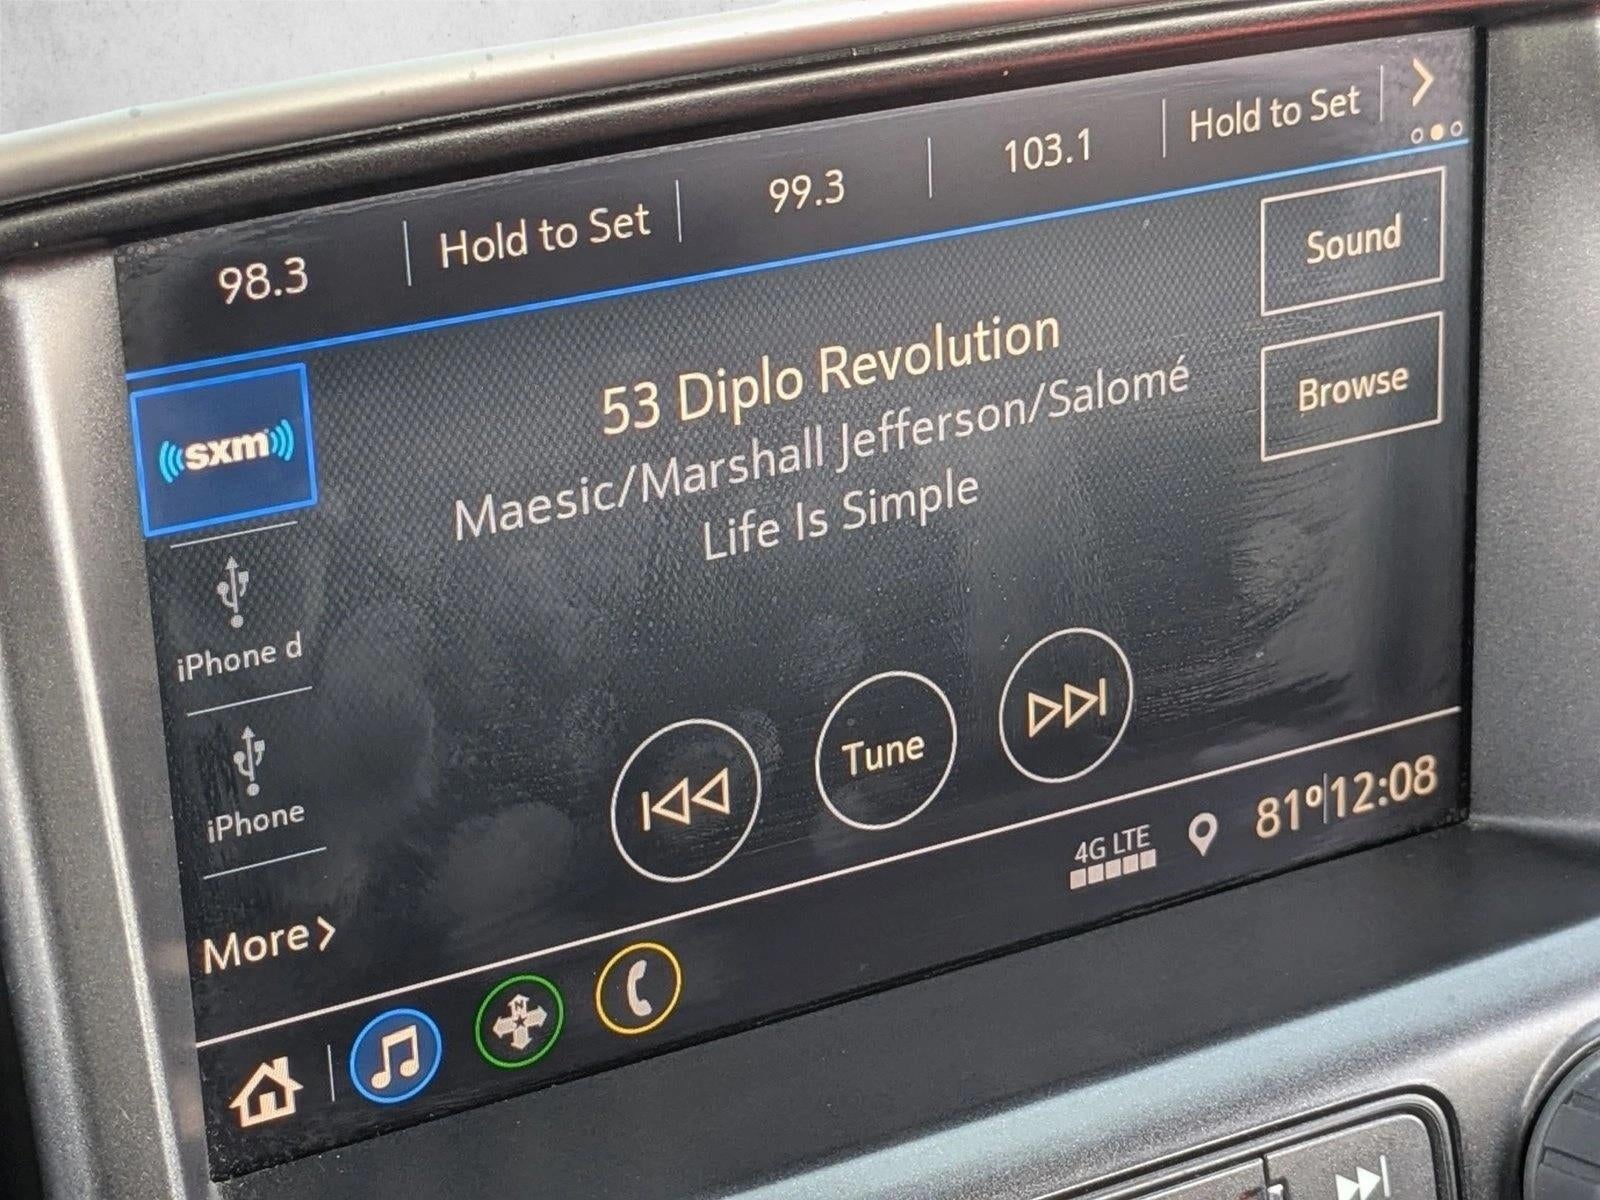 98.3
Hold to Set
99.3
103.1
Hold to Set
sxm
53 Diplo Revolution
Maesic/Marshall Jefferson/Salomé
Life Is Simple
Sound
Browse
iPhone d
iPhone
More
Tune
4G LTE
81° 12:08
N